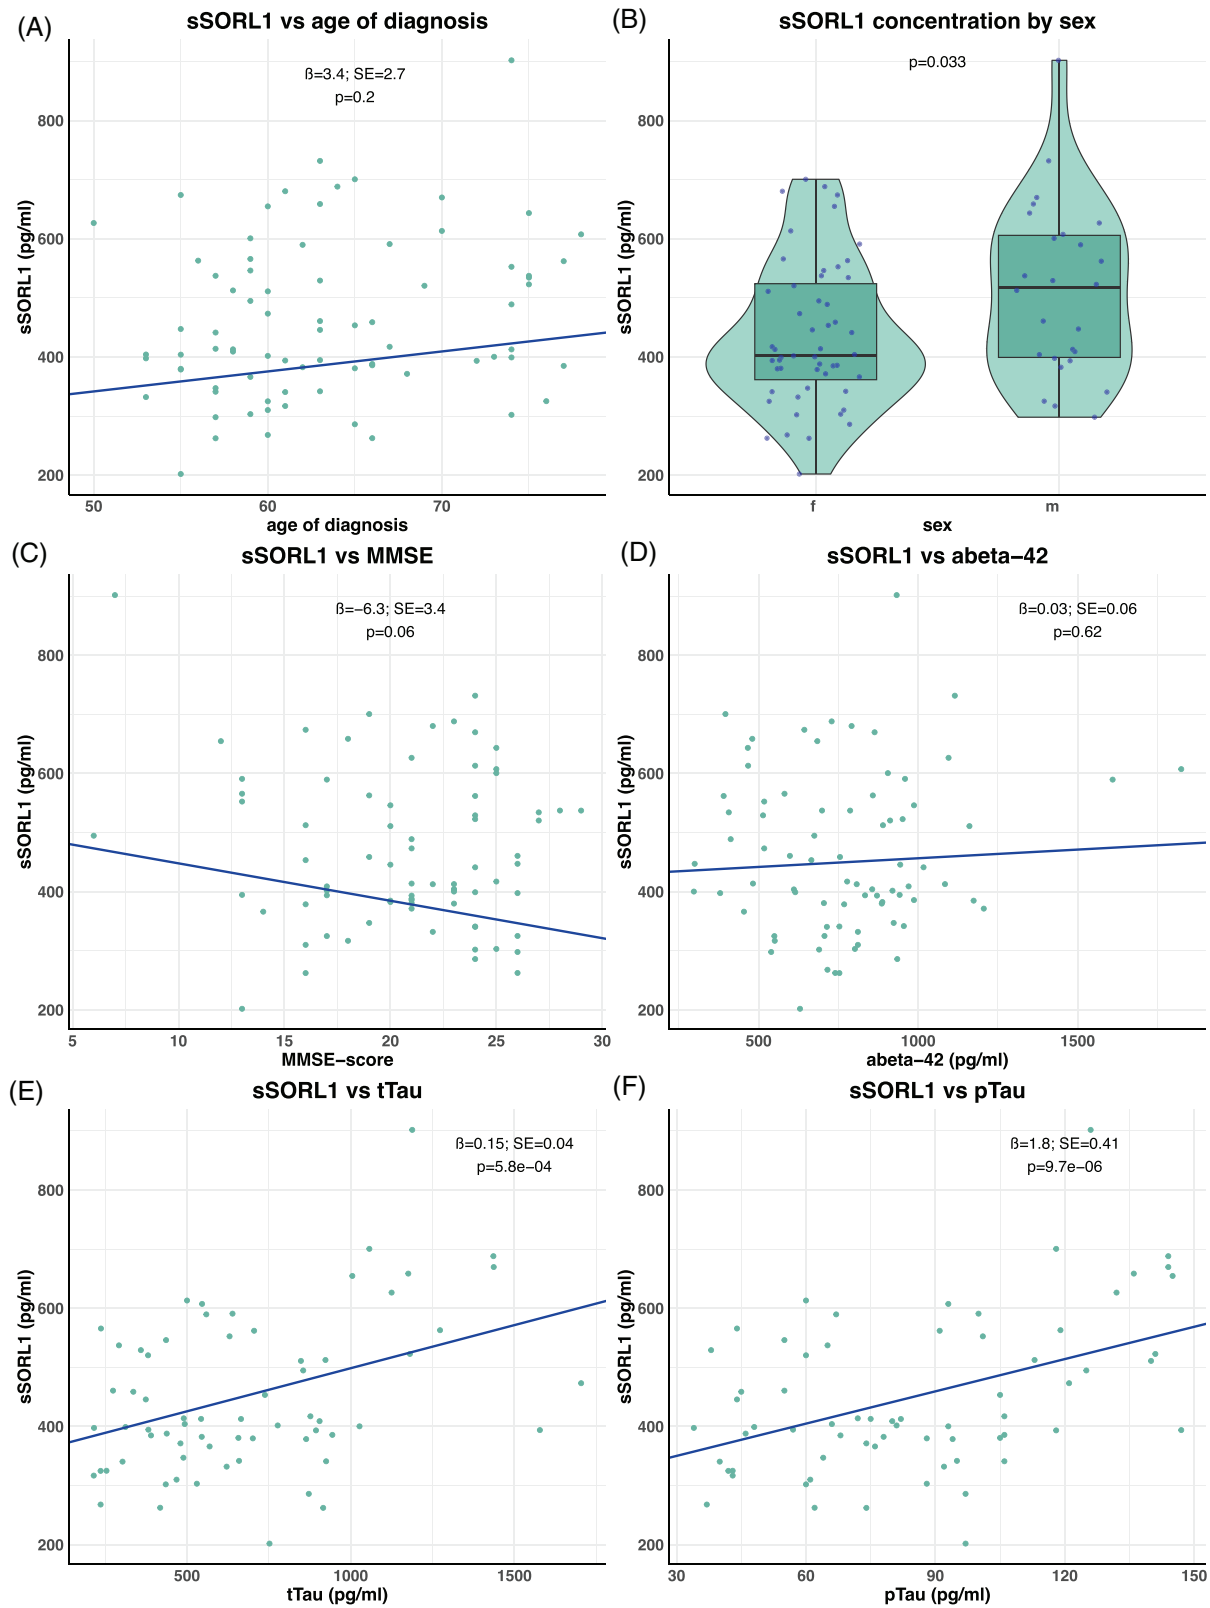 (A)
sSORL1 vs age of diagnosis
ß=3.4; SE=2.7
p=0.2
sSORL1 (pg/ml)
800
600
400
200
50 60 70
age of diagnosis
(B)
sSORL1 concentration by sex
p=0.033
sSORL1 (pg/ml)
800
600
400
200
f m
sex
(C)
sSORL1 vs MMSE
ß=−6.3; SE=3.4
p=0.06
sSORL1 (pg/ml)
800
600
400
200
5 10 15 20 25 30
MMSE−score
(D)
sSORL1 vs abeta−42
ß=0.03; SE=0.06
p=0.62
sSORL1 (pg/ml)
800
600
400
200
500 1000 1500
abeta−42 (pg/ml)
(E)
sSORL1 vs tTau
ß=0.15; SE=0.04
p=5.8e−04
sSORL1 (pg/ml)
800
600
400
200
500 1000 1500
tTau (pg/ml)
(F)
sSORL1 vs pTau
ß=1.8; SE=0.41
p=9.7e−06
sSORL1 (pg/ml)
800
600
400
200
30 60 90 120 150
pTau (pg/ml)